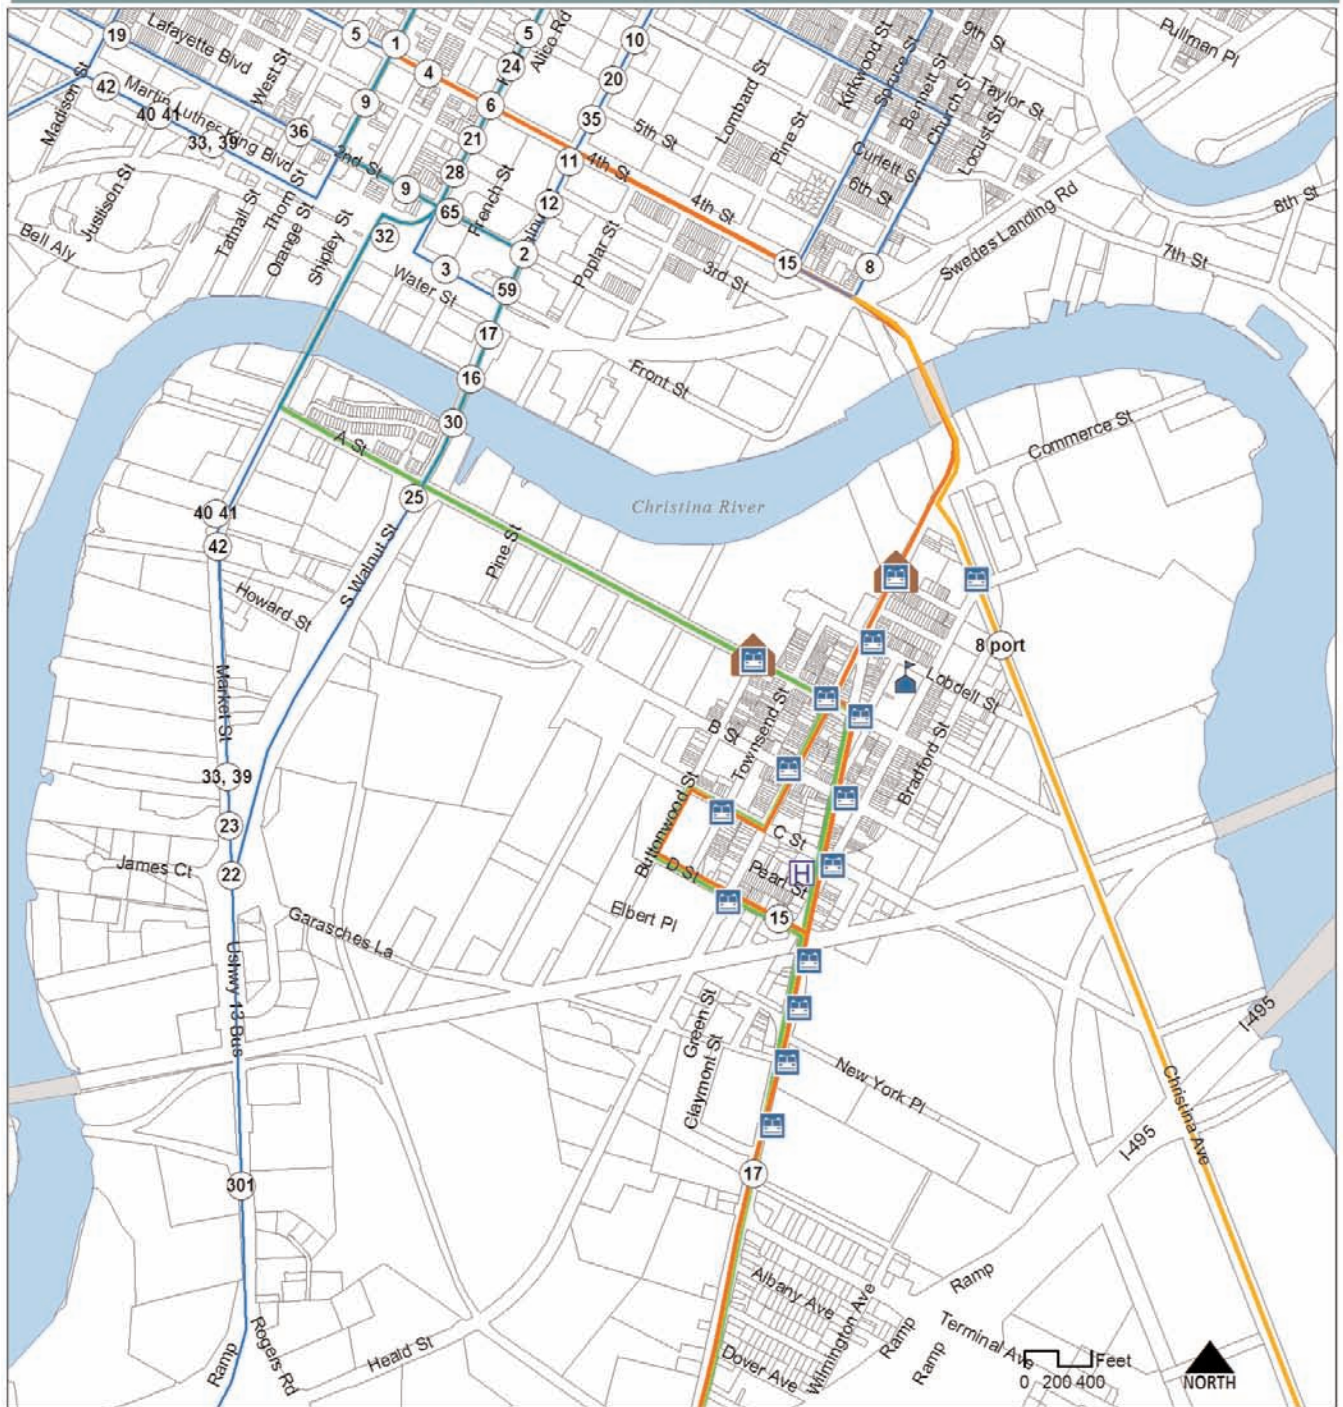 19
Lafayette Blvd
West St
5
1
4
5
24
Alico Rd
10
20
Kirkwood St
Spruce St
9th St
Pullman Pl
Madison St
42
Martin Luther King Blvd
40 41
33, 39
36
9
6
21
35
5th St
Lombard St
Pine St
Bennett St
Church St
Taylor St
Locust St
Justison St
2nd St
28
11
4th St
Curlett St
6th St
Bell Aly
Tatnall St
Thorn St
Orange St
Shipley St
9
65
French St
12
4th St
Swedes Landing Rd
8th St
32
Water St
3
2
59
Poplar St
3rd St
15
8
7th St
17
16
30
Front St
Commerce St
A St
25
Christina River
40 41
42
S Walnut St
Pine St
Howard St
8 port
Market St
B St
Townsend St
Lobdell St
Bradford St
33, 39
23
Buttonwood St
C St
James Ct
22
D St
Pearl St
H
Garasches La
Elbert Pl
15
Ushwy 13 Bus
Green St
Claymont St
New York Pl
I-495
I-495
Christina Ave
301
17
Albany Ave
Ramp
Rogers Rd
Ramp
Heald St
Dover Ave
Wilmington Ave
Ramp
Ramp
Terminal Ave
Feet
0 200 400
NORTH